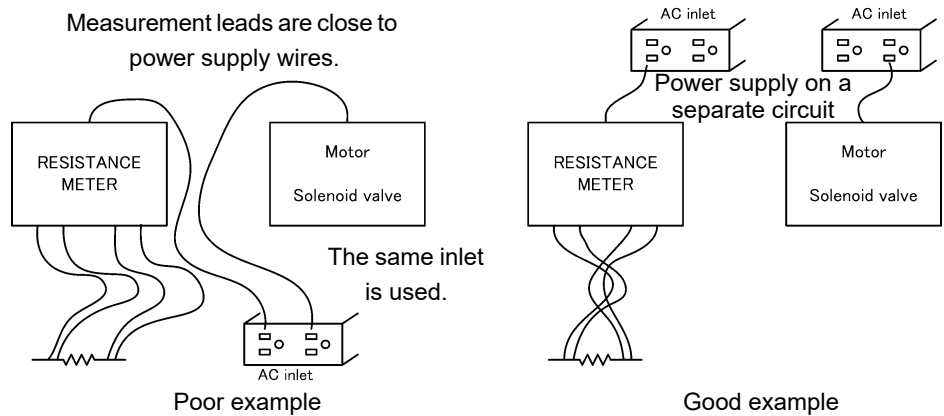 Measurement leads are close to
power supply wires.
RESISTANCE
METER
Motor
Solenoid valve
The same inlet
is used.
AC inlet
Poor example
AC inlet
AC inlet
Power supply on a
separate circuit
RESISTANCE
METER
Motor
Solenoid valve
Good example